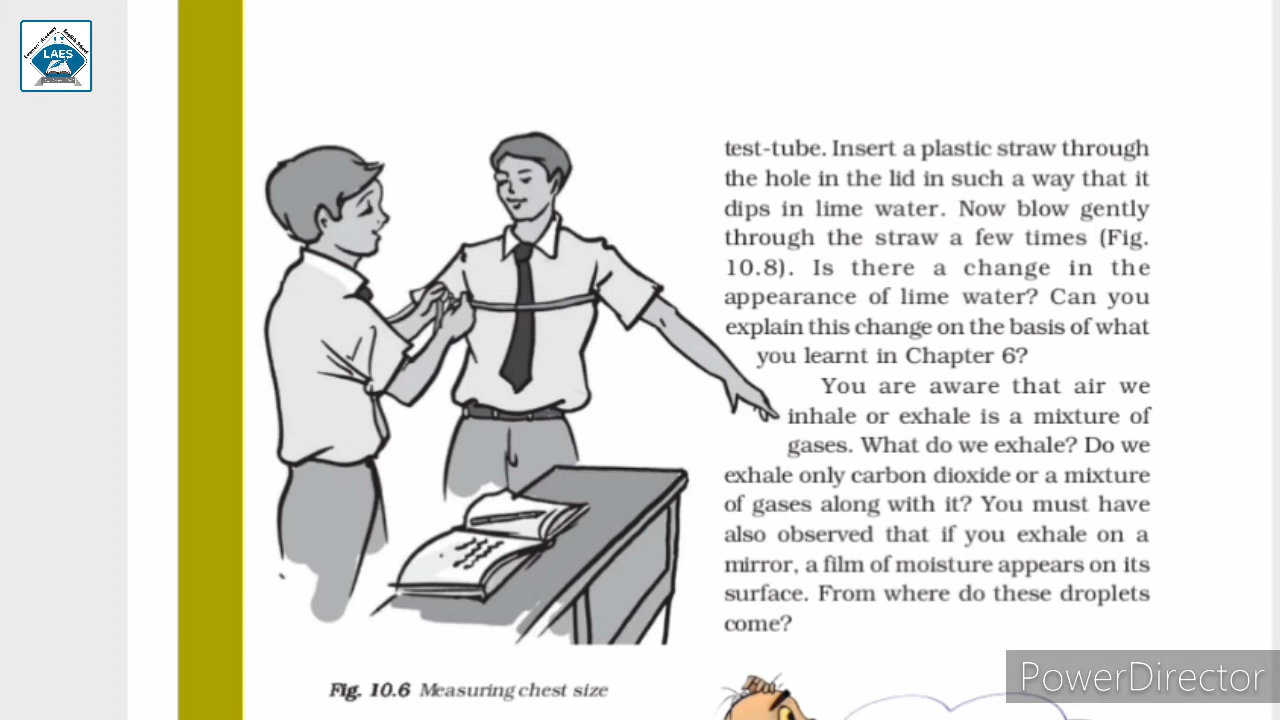 LAES
test-tube. Insert a plastic straw through
the hole in the lid in such a way that it
dips in lime water. Now blow gently
through the straw a few times (Fig.
10.8). Is there a change in the
appearance of lime water? Can you
explain this change on the basis of what
you learnt in Chapter 6?
You are aware that air we
inhale or exhale is a mixture of
gases. What do we exhale? Do we
exhale only carbon dioxide or a mixture
of gases along with it? You must have
also observed that if you exhale on a
mirror, a film of moisture appears on its
surface. From where do these droplets
come?
Fig. 10.6 Measuring chest size
PowerDirector